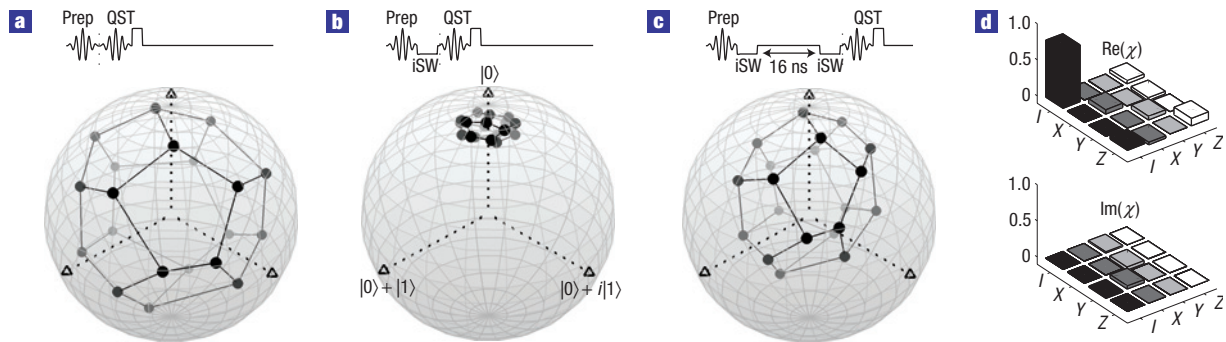 a
Prep QST
b
Prep QST
iSW
|0⟩
|0⟩ + |1⟩
|0⟩ + i|1⟩
c
Prep QST
iSW 16 ns iSW
d
1.0
0.5
0
Re(χ)
I X Y Z
I X Y Z
1.0
0.5
0
Im(χ)
I X Y Z
I X Y Z